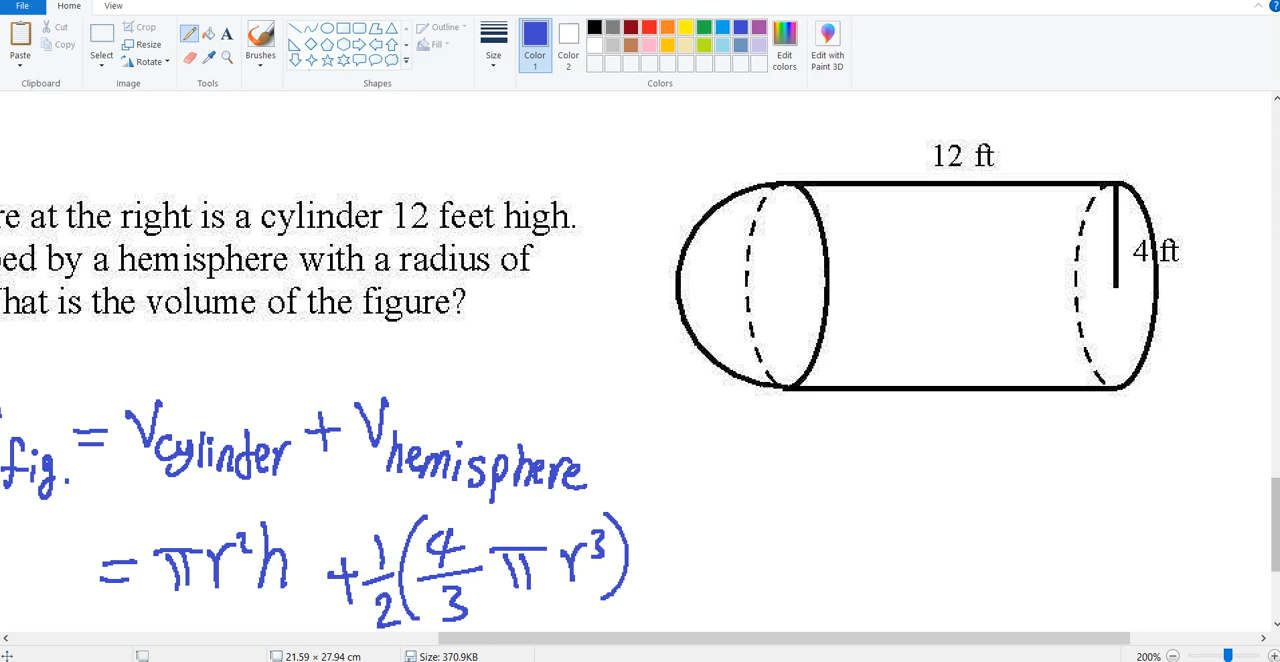 File Home View
Paste
Cut
Copy
Clipboard
Select
Crop
Resize
Rotate
Image
A
Tools
Brushes
Outline
Fill
Shapes
Size
Color 1
Color 2
Colors
Edit colors
Edit with Paint 3D
12 ft
4 ft
re at the right is a cylinder 12 feet high.
ed by a hemisphere with a radius of
hat is the volume of the figure?
fig. = Vcylinder + Vhemisphere
= πr²h + 1/2(4/3 πr³)
21.59 × 27.94 cm
Size: 370.9KB
200%